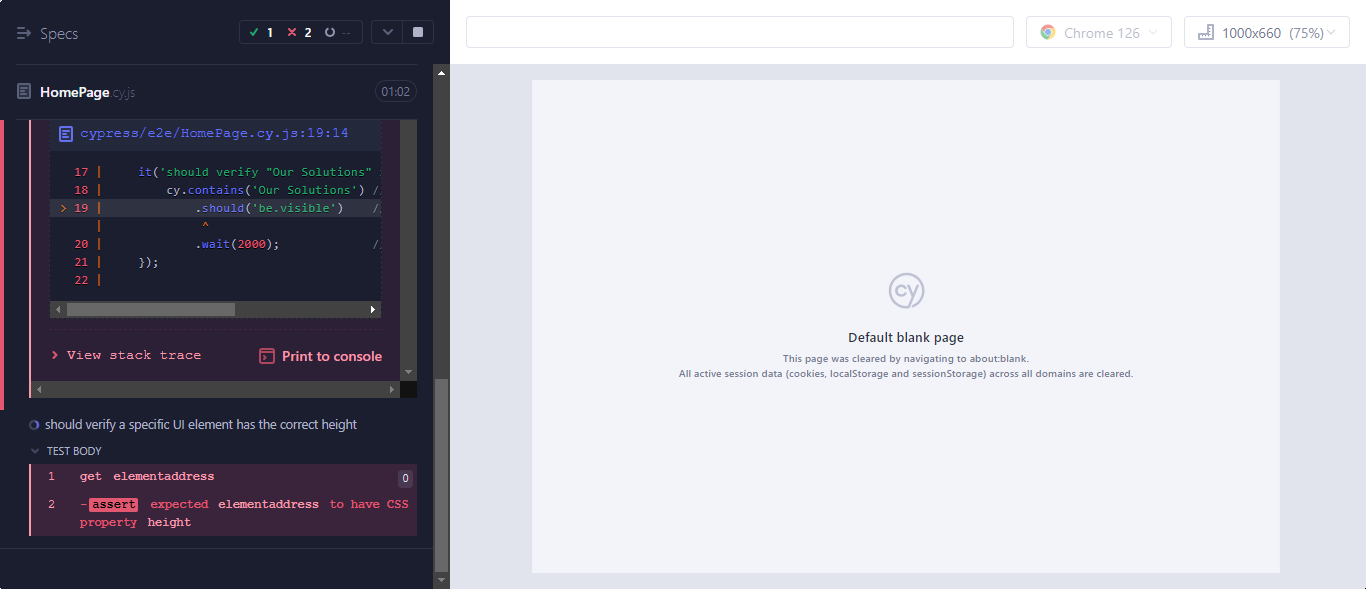 Specs
1 2 --
HomePage cy.js 01:02
cypress/e2e/HomePage.cy.js:19:14
17 | it('should verify "Our Solutions"
18 | cy.contains('Our Solutions') /
> 19 | .should('be.visible') /
| ^
20 | .wait(2000); /
21 | });
22 |
> View stack trace Print to console
should verify a specific UI element has the correct height
TEST BODY
1 get elementaddress 0
2 -assert expected elementaddress to have CSS
property height
Chrome 126
1000x660 (75%)
cy
Default blank page
This page was cleared by navigating to about:blank.
All active session data (cookies, localStorage and sessionStorage) across all domains are cleared.